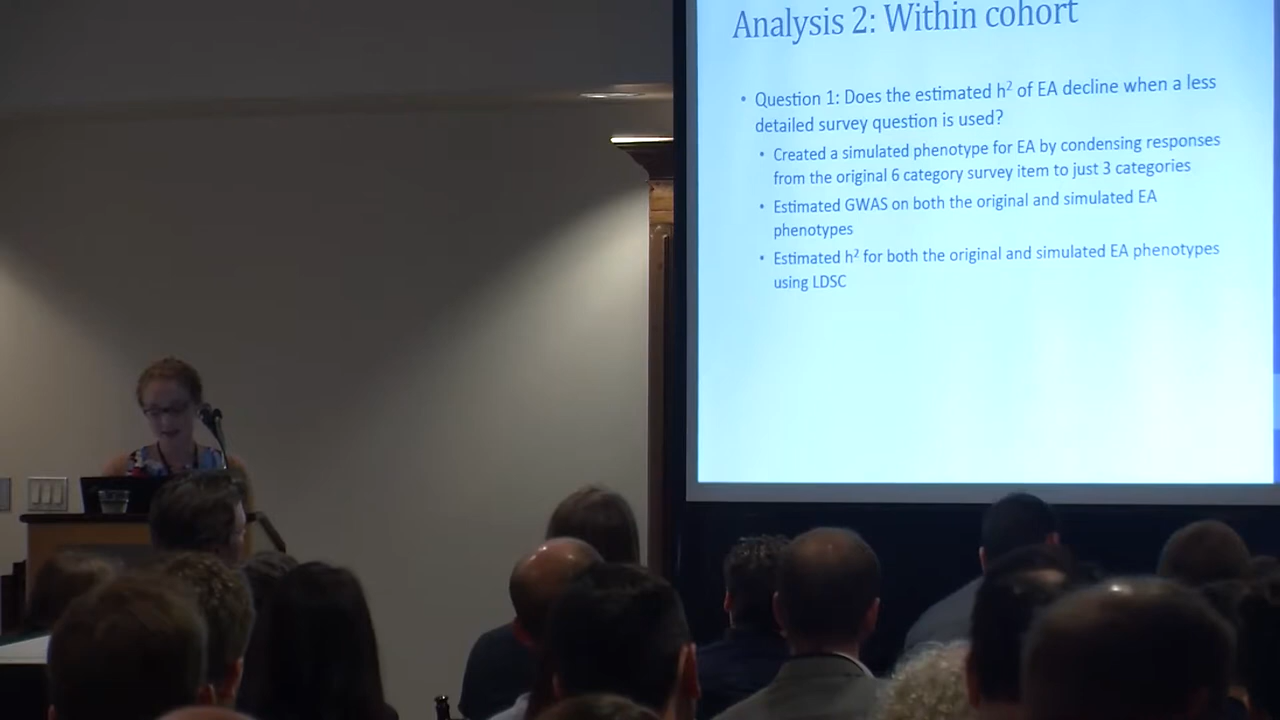 Analysis 2: Within cohort
• Question 1: Does the estimated h² of EA decline when a less
detailed survey question is used?
• Created a simulated phenotype for EA by condensing responses
from the original 6 category survey item to just 3 categories
• Estimated GWAS on both the original and simulated EA
phenotypes
• Estimated h² for both the original and simulated EA phenotypes
using LDSC